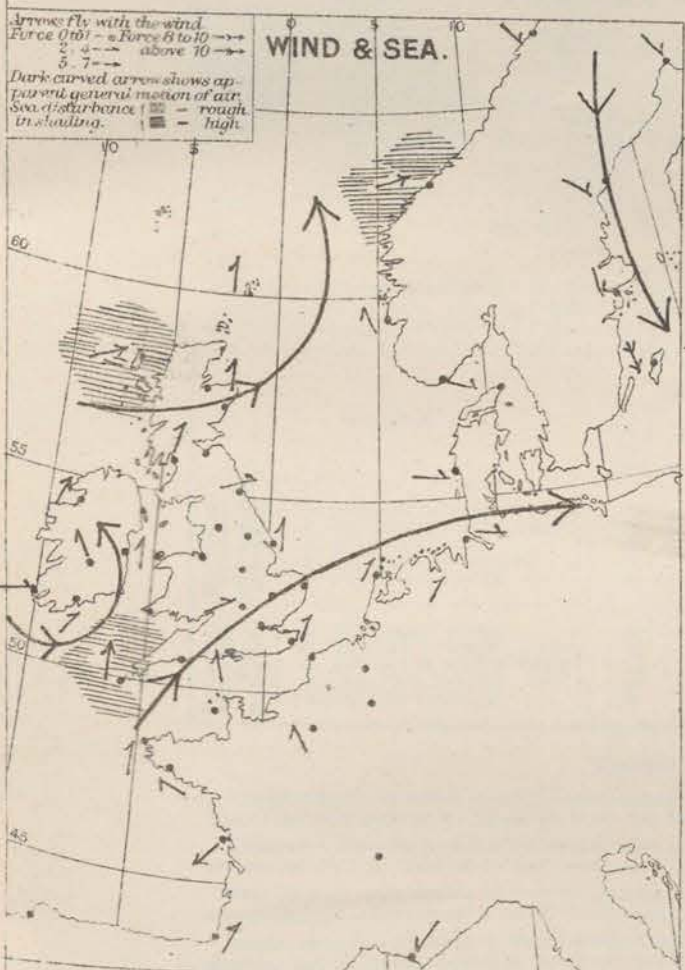 Arrows fly with the wind
Force 0 to 1 Force 8 to 10
2. 4 above 10
5. 7
Dark curved arrow shows ap-
parent general motion of air.
Sea disturbance - rough
in shading. - high
WIND & SEA.
10 5 0 5 10
60
55
50
45